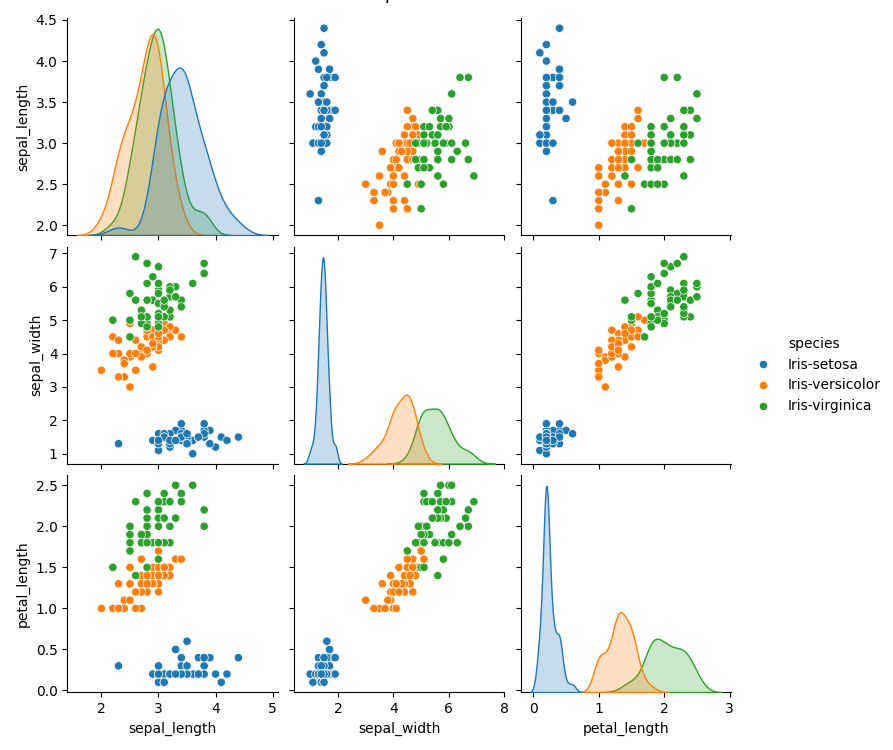 4.5
4.0
3.5
3.0
2.5
2.0
sepal_length
7
6
5
4
3
2
1
sepal_width
species
Iris-setosa
Iris-versicolor
Iris-virginica
2.5
2.0
1.5
1.0
0.5
0.0
petal_length
2 3 4 5
sepal_length
2 4 6 8
sepal_width
0 1 2 3
petal_length